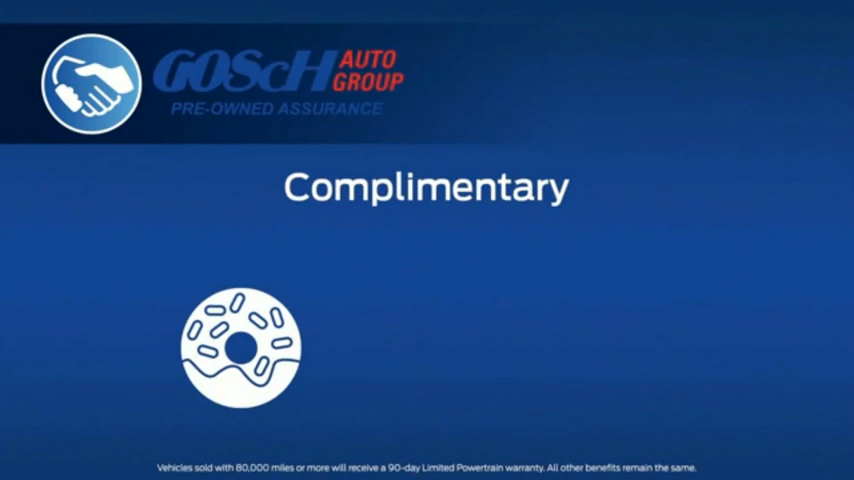 GOSCH AUTO GROUP
PRE-OWNED ASSURANCE
Complimentary
Vehicles sold with 80,000 miles or more will receive a 90-day Limited Powertrain warranty. All other benefits remain the same.